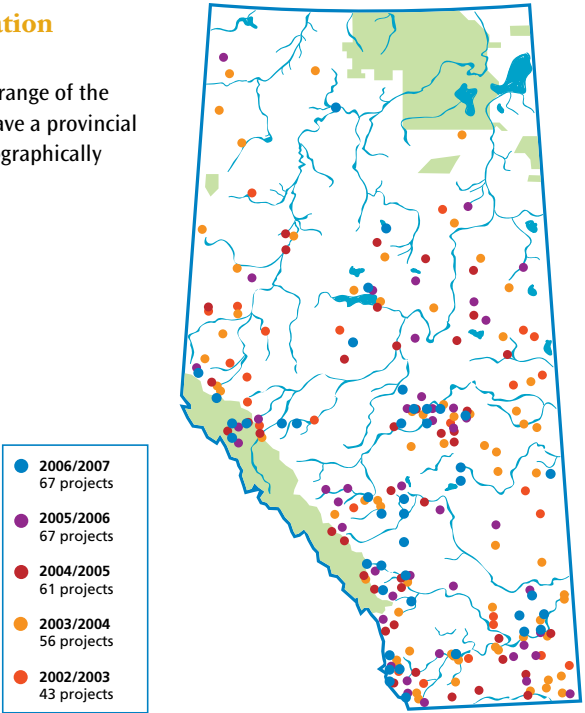 ation
range of the
ave a provincial
ographically
2006/2007
67 projects
2005/2006
67 projects
2004/2005
61 projects
2003/2004
56 projects
2002/2003
43 projects